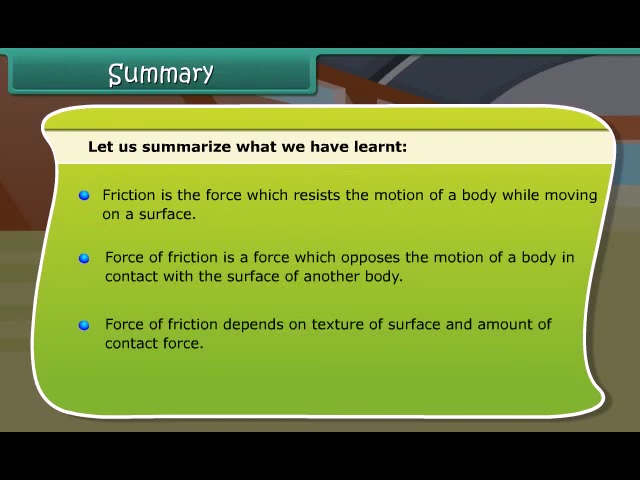 Summary
Let us summarize what we have learnt:
Friction is the force which resists the motion of a body while moving
on a surface.
Force of friction is a force which opposes the motion of a body in
contact with the surface of another body.
Force of friction depends on texture of surface and amount of
contact force.